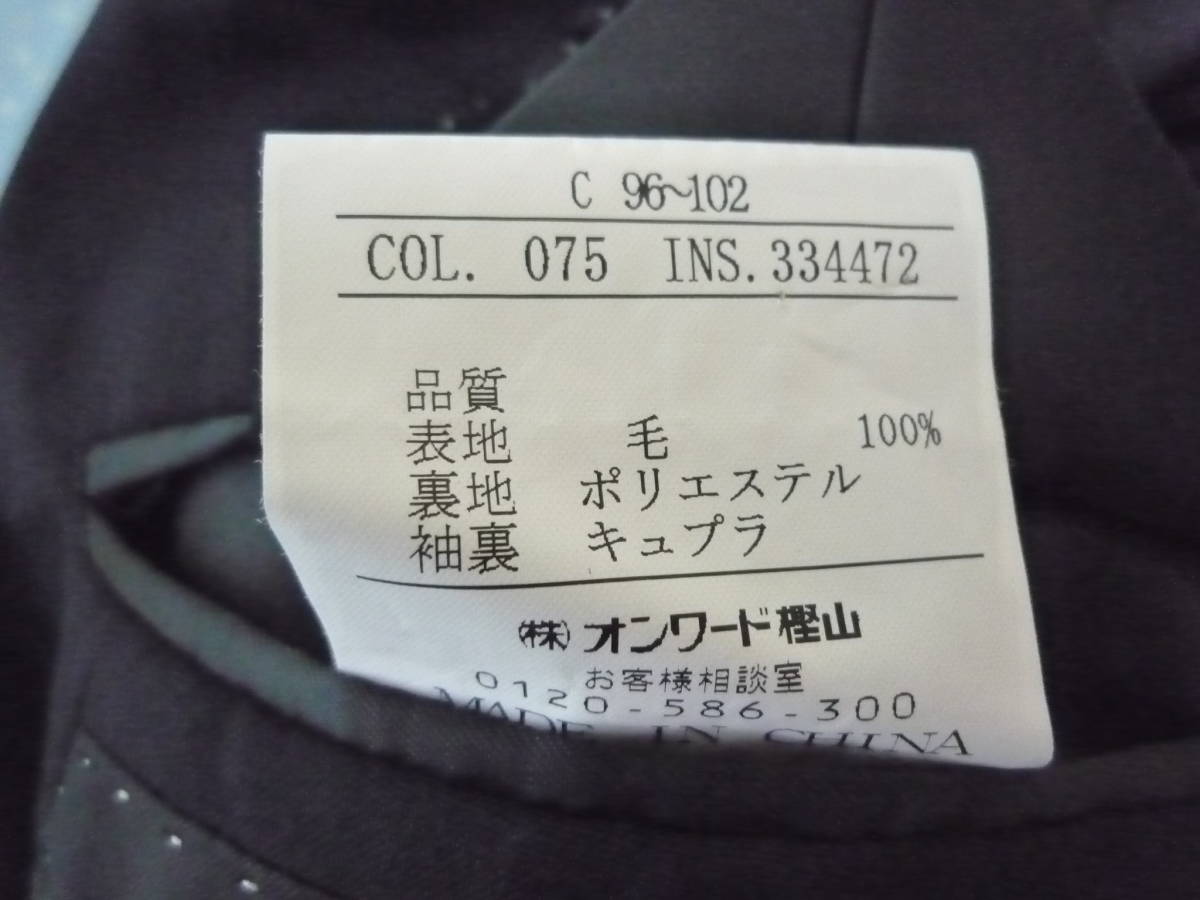 C 96~102
COL. 075 INS.334472
品質
表地 毛 100%
裏地 ポリエステル
袖裏 キュプラ
㈱オンワード樫山
お客様相談室
0120-586-300
MADE IN CHINA